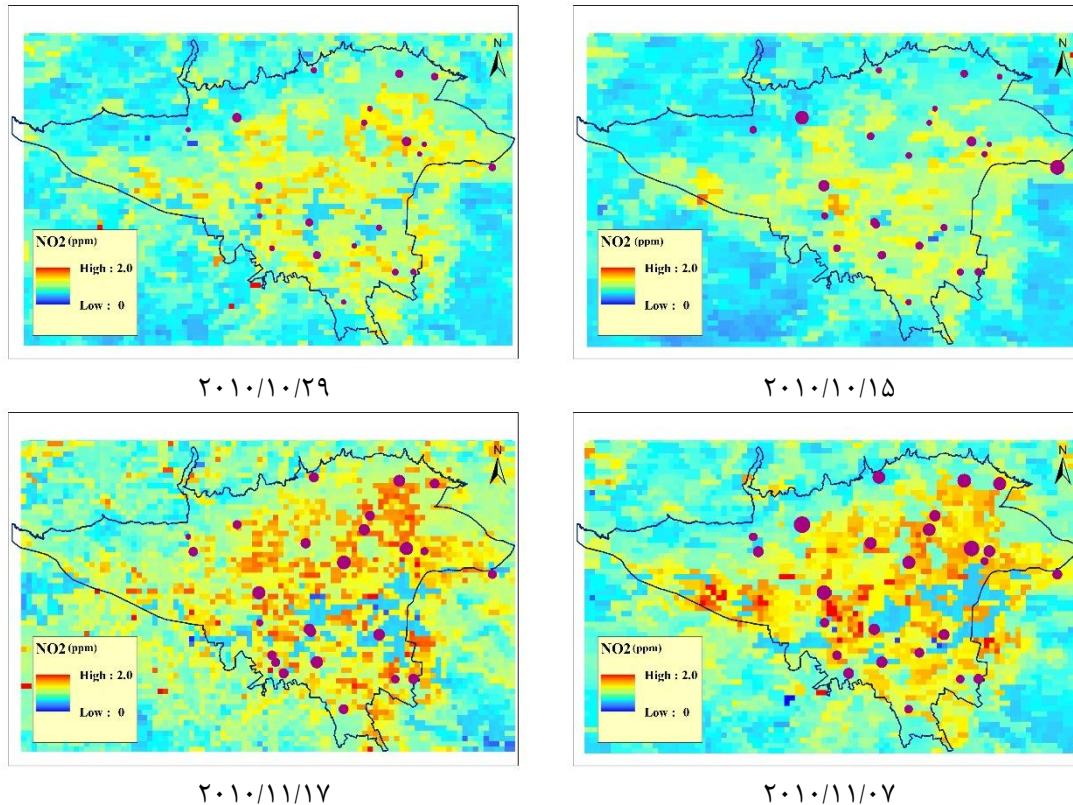 N
NO2 (ppm)
High : 2.0
Low : 0
۲۰۱۰/۱۰/۲۹
N
NO2 (ppm)
High : 2.0
Low : 0
۲۰۱۰/۱۰/۱۵
N
NO2 (ppm)
High : 2.0
Low : 0
۲۰۱۰/۱۱/۱۷
N
NO2 (ppm)
High : 2.0
Low : 0
۲۰۱۰/۱۱/۰۷